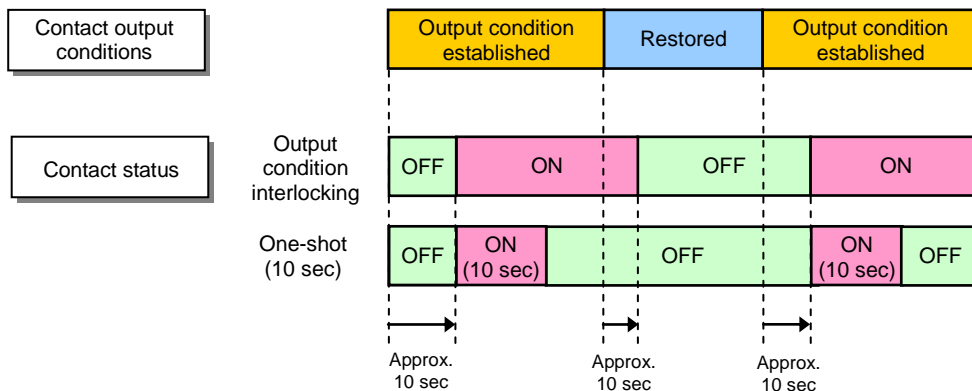 Contact output
conditions
Output condition
established
Restored
Output condition
established
Contact status
Output
condition
interlocking
OFF
ON
OFF
ON
One-shot
(10 sec)
OFF
ON
(10 sec)
OFF
ON
(10 sec)
OFF
Approx.
10 sec
Approx.
10 sec
Approx.
10 sec